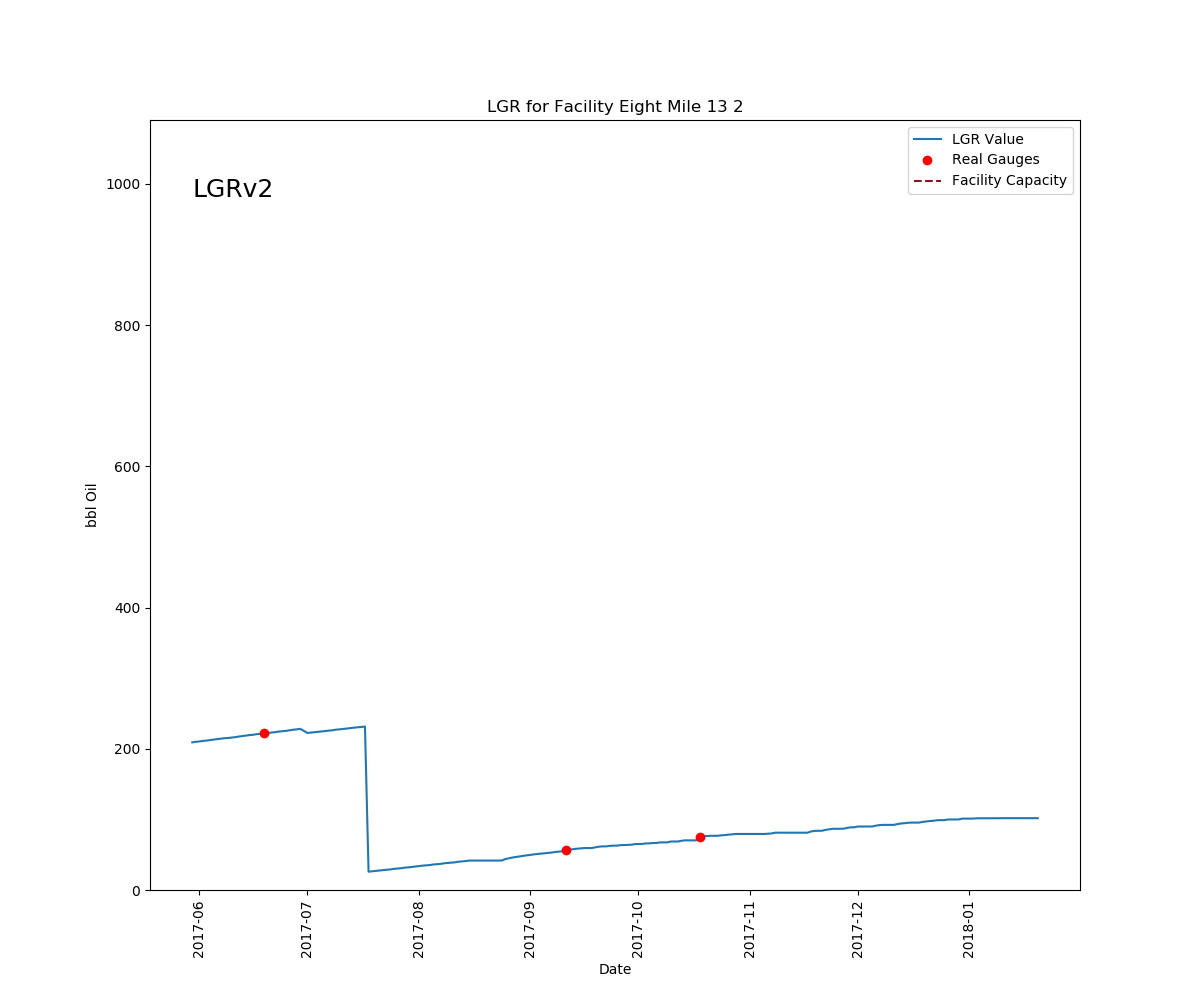 LGR for Facility Eight Mile 13 2
LGR Value
Real Gauges
Facility Capacity
LGRv2
1000
800
600
400
200
0
bbl Oil
2017-06
2017-07
2017-08
2017-09
2017-10
2017-11
2017-12
2018-01
Date